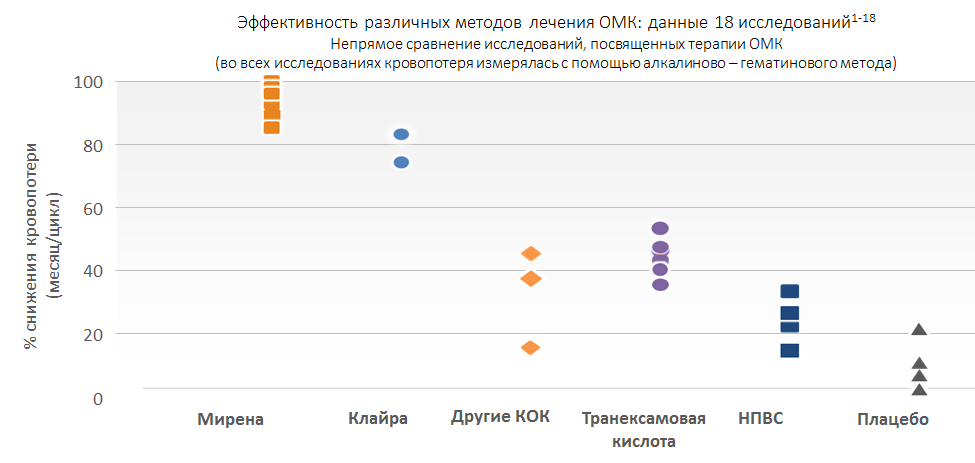 Эффективность различных методов лечения ОМК: данные 18 исследований1-18
Непрямое сравнение исследований, посвященных терапии ОМК
(во всех исследованиях кровопотеря измерялась с помощью алкалиново – гематинового метода)
% снижения кровопотери
(месяц/цикл)
100
80
60
40
20
0
Мирена
Клайра
Другие КОК
Транексамовая
кислота
НПВС
Плацебо